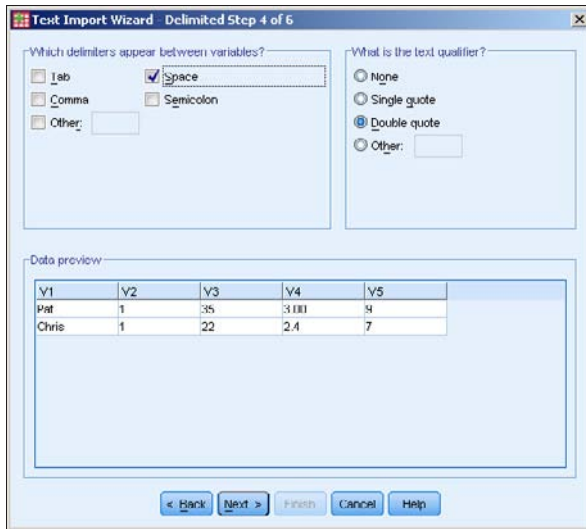 Text Import Wizard - Delimited Step 4 of 6
Which delimiters appear between variables?
Tab
Space
Comma
Semicolon
Other:
What is the text qualifier?
None
Single quote
Double quote
Other:
Data preview
V1 V2 V3 V4 V5
Pat 1 35 3.00 9
Chris 1 22 2.4 7
< Back Next > Finish Cancel Help